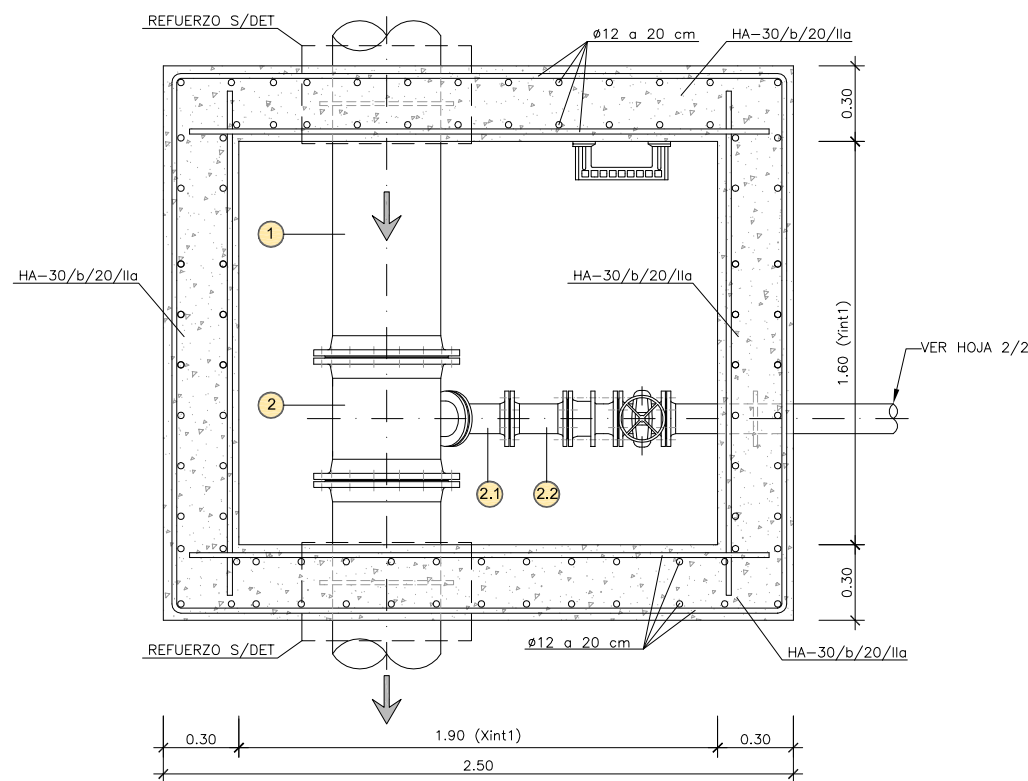 REFUERZO S/DET
ø12 a 20 cm
HA-30/b/20/IIa
0.30
1
HA-30/b/20/IIa
HA-30/b/20/IIa
1.60 (Yint1)
VER HOJA 2/2
2
2.1
2.2
0.30
REFUERZO S/DET
ø12 a 20 cm
HA-30/b/20/IIa
0.30
1.90 (Xint1)
0.30
2.50